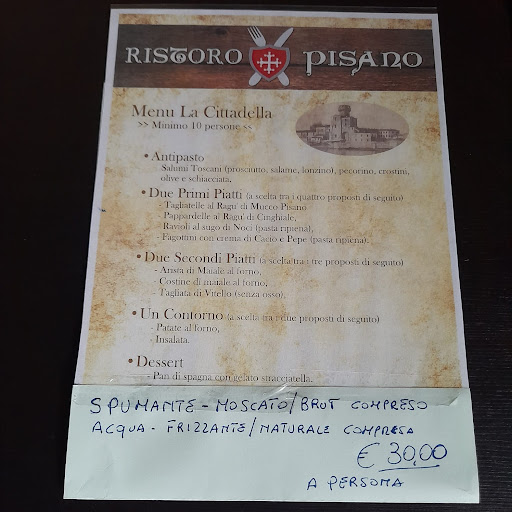 RISTORO PISANO
Menu La Cittadella
>> Minimo 10 persone <<
• Antipasto
- Salumi Toscani (prosciutto, salame, lonzino), pecorino, crostini,
olive e schiacciata.
• Due Primi Piatti (a scelta tra i quattro proposti di seguito)
- Tagliatelle al Ragu' di Mucco Pisano
- Pappardelle al Ragu' di Cinghiale,
Ravioli al sugo di Noci (pasta ripiena),
- Fagottini con crema di Cacio e Pepe (pasta ripiena).
• Due Secondi Piatti (a scelta tra i tre proposti di seguito)
- Arista di Maiale al forno,
- Costine di maiale al forno,
- Tagliata di Vitello (senza osso).
• Un Contorno (a scelta tra i due proposti di seguito)
- Patate al forno,
- Insalata.
• Dessert
- Pan di spagna con gelato stracciatella.
SPUMANTE - MOSCATO/BRUT COMPRESO
ACQUA - FRIZZANTE/NATURALE COMPRESA
€ 30,00
A PERSONA